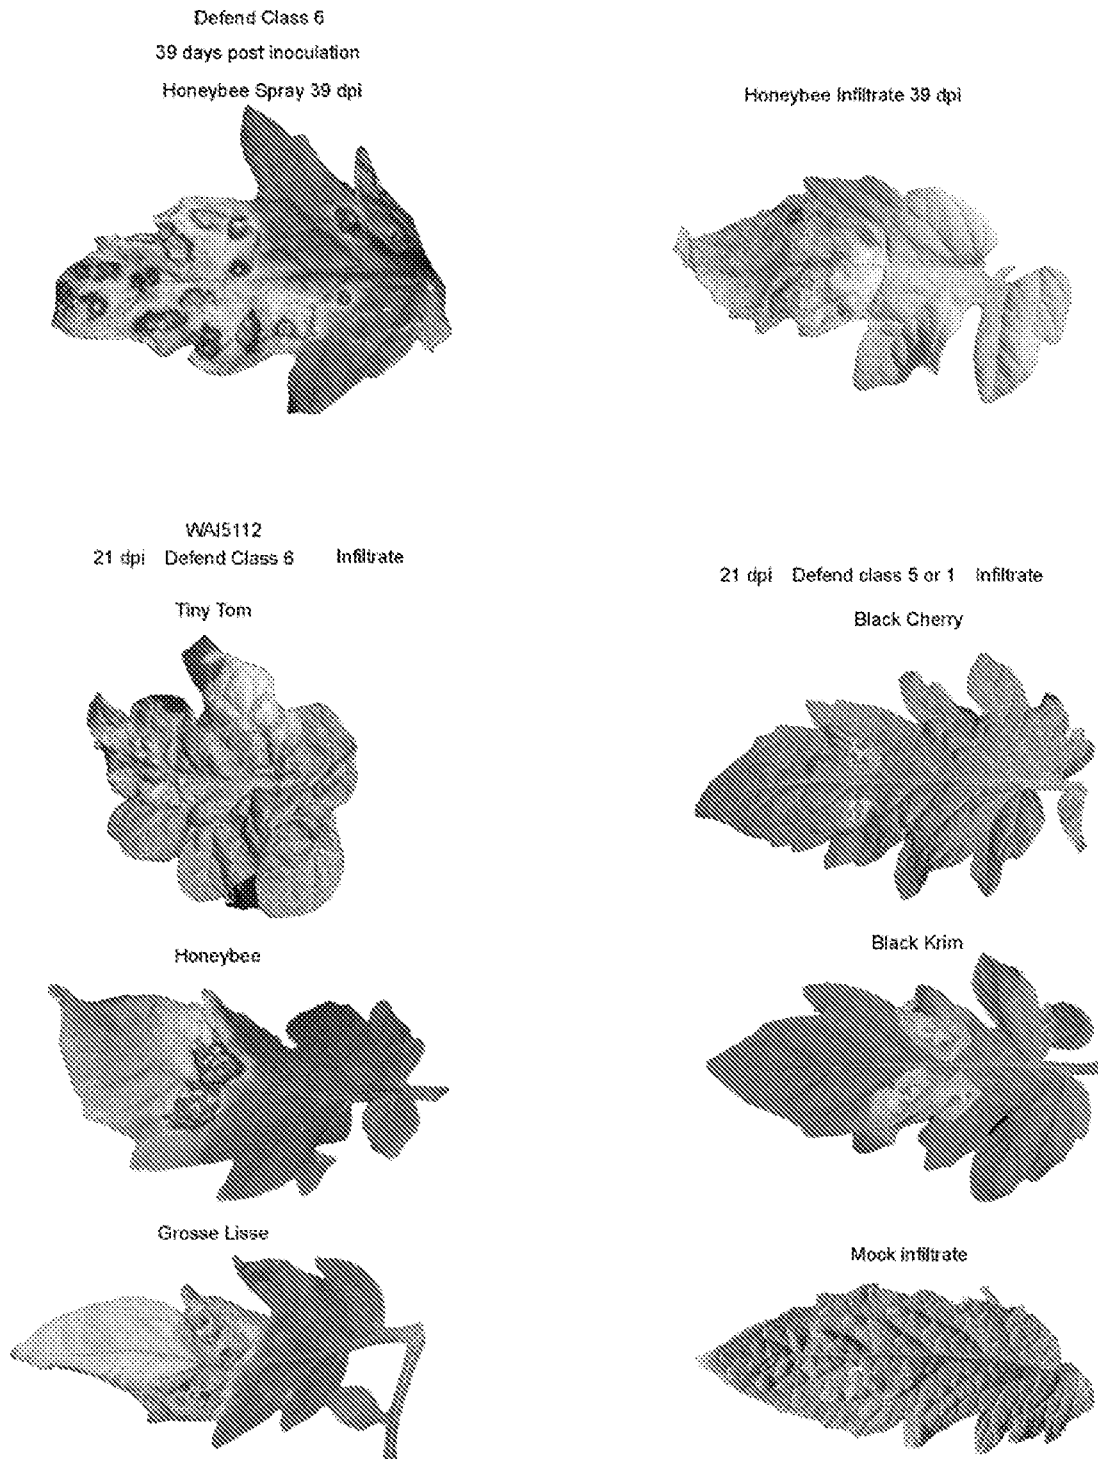 Defend Class 6
39 days post inoculation
Honeybee Spray 39 dpi
Honeybee Infiltrate 39 dpi
WAI5112
21 dpi Defend Class 6 Infiltrate
Tiny Tom
21 dpi Defend class 5 or 1 Infiltrate
Black Cherry
Honeybee
Black Krim
Grosse Lisse
Mock infiltrate